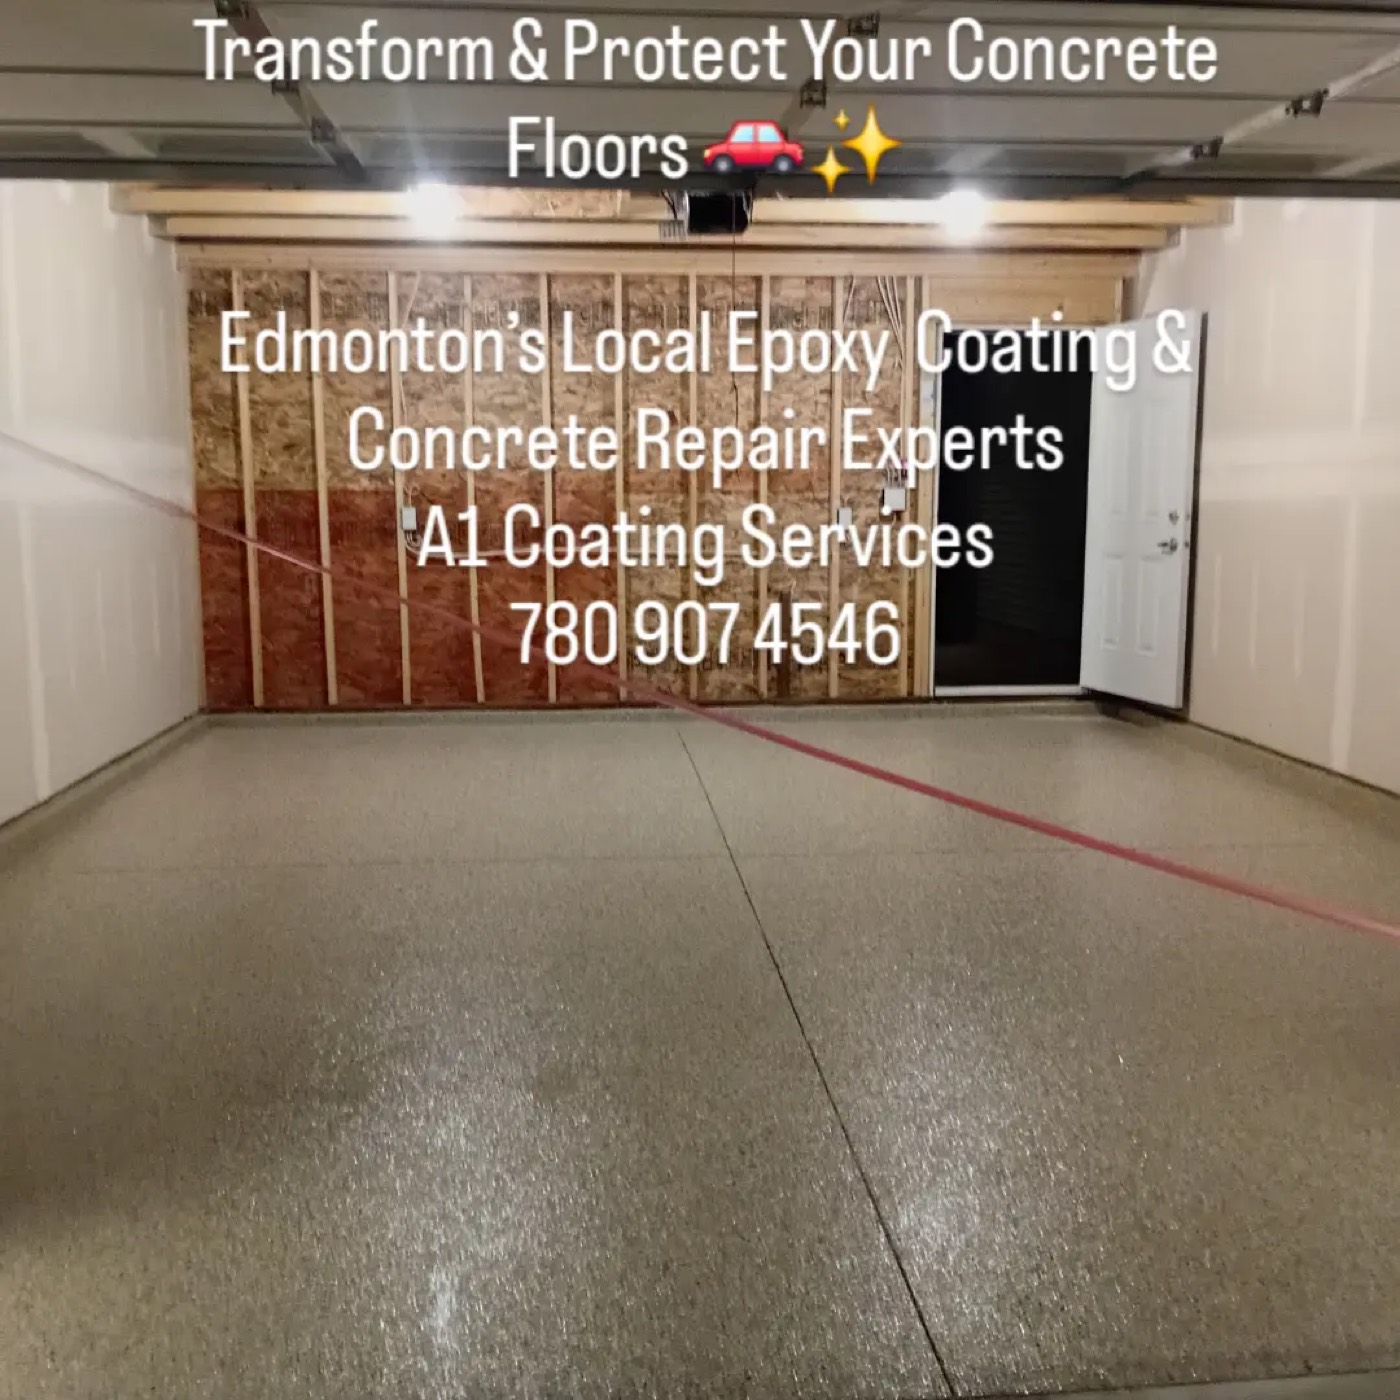 Transform & Protect Your Concrete
Floors 🚗✨
Edmonton's Local Epoxy Coating &
Concrete Repair Experts
A1 Coating Services
780 907 4546